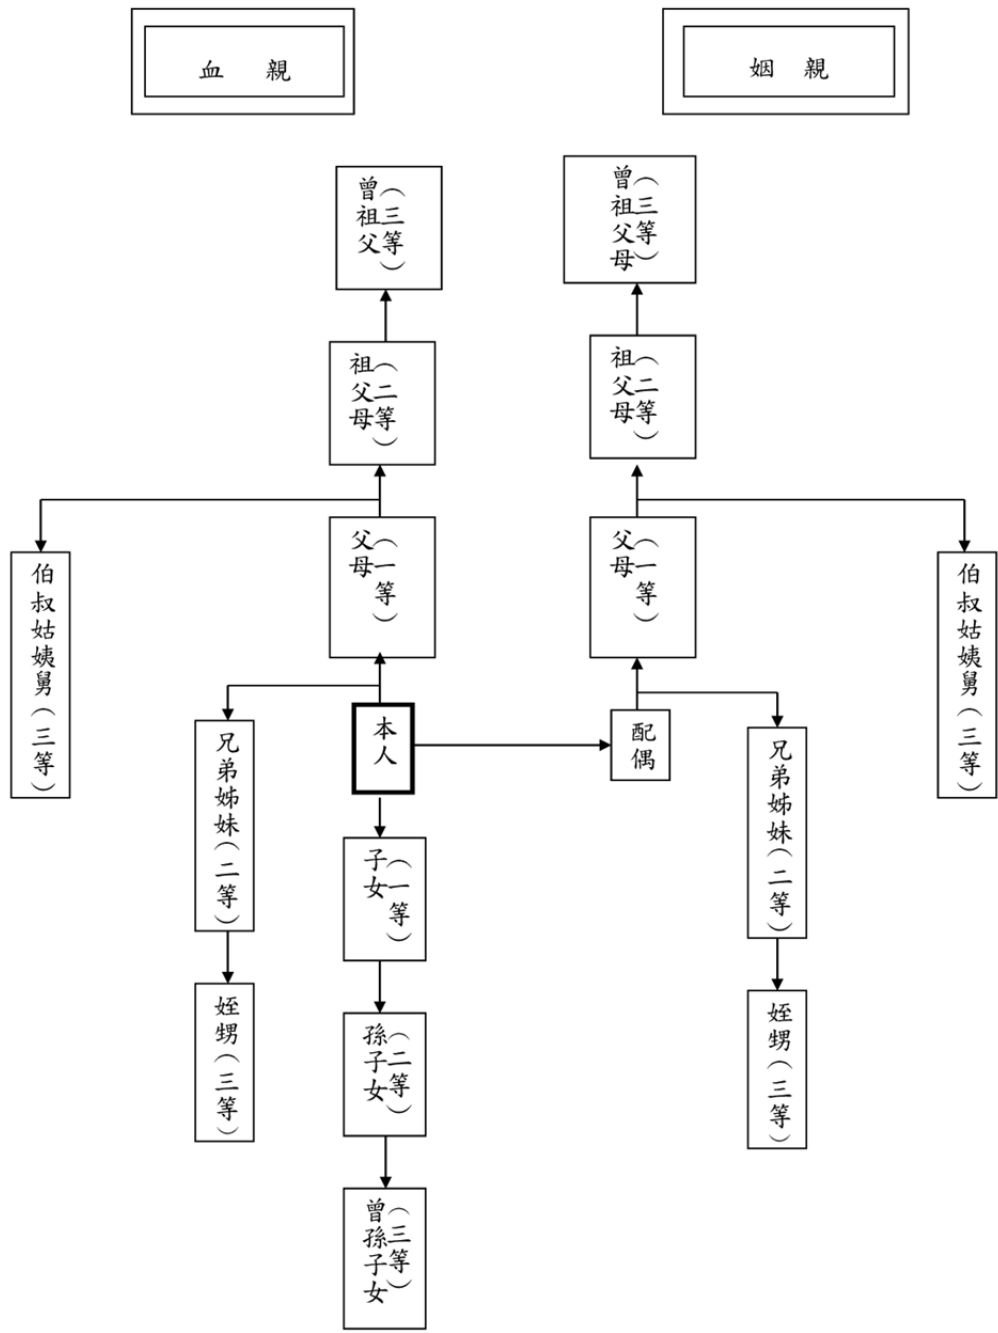 血親
姻親
曾祖父
（三等）
曾祖父母
（三等）
祖父母
（二等）
祖父母
（二等）
父母
（一等）
父母
（一等）
伯叔姑姨舅（三等）
伯叔姑姨舅（三等）
兄弟姊妹（二等）
本人
配偶
兄弟姊妹（二等）
子女
（一等）
姪甥（三等）
姪甥（三等）
孫子女
（二等）
曾孫子女
（三等）